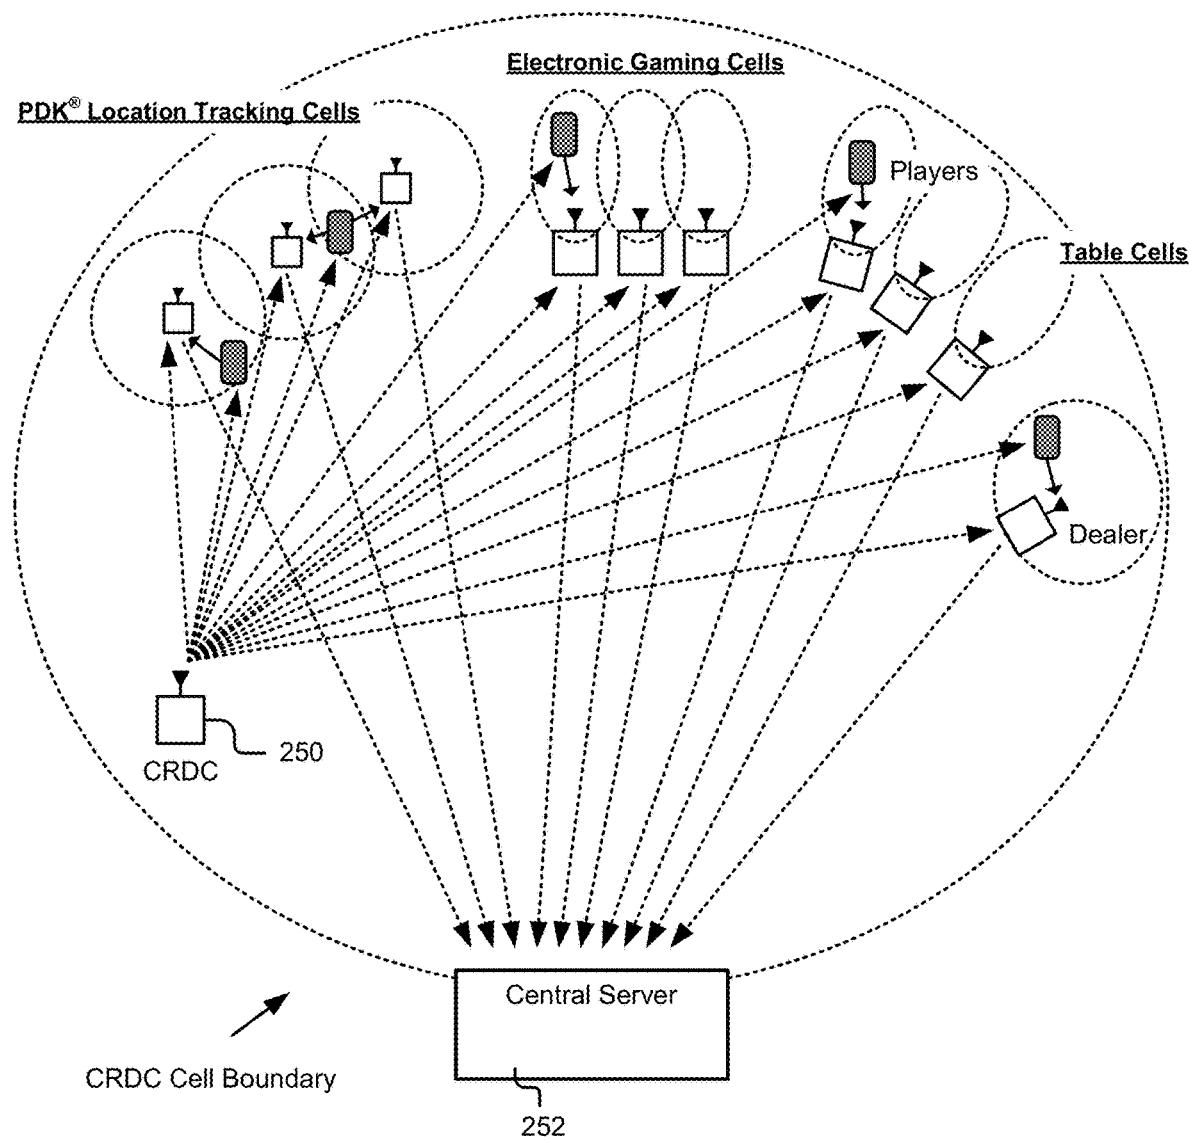 Electronic Gaming Cells
PDK® Location Tracking Cells
Players
Table Cells
Dealer
250
CRDC
Central Server
CRDC Cell Boundary
252